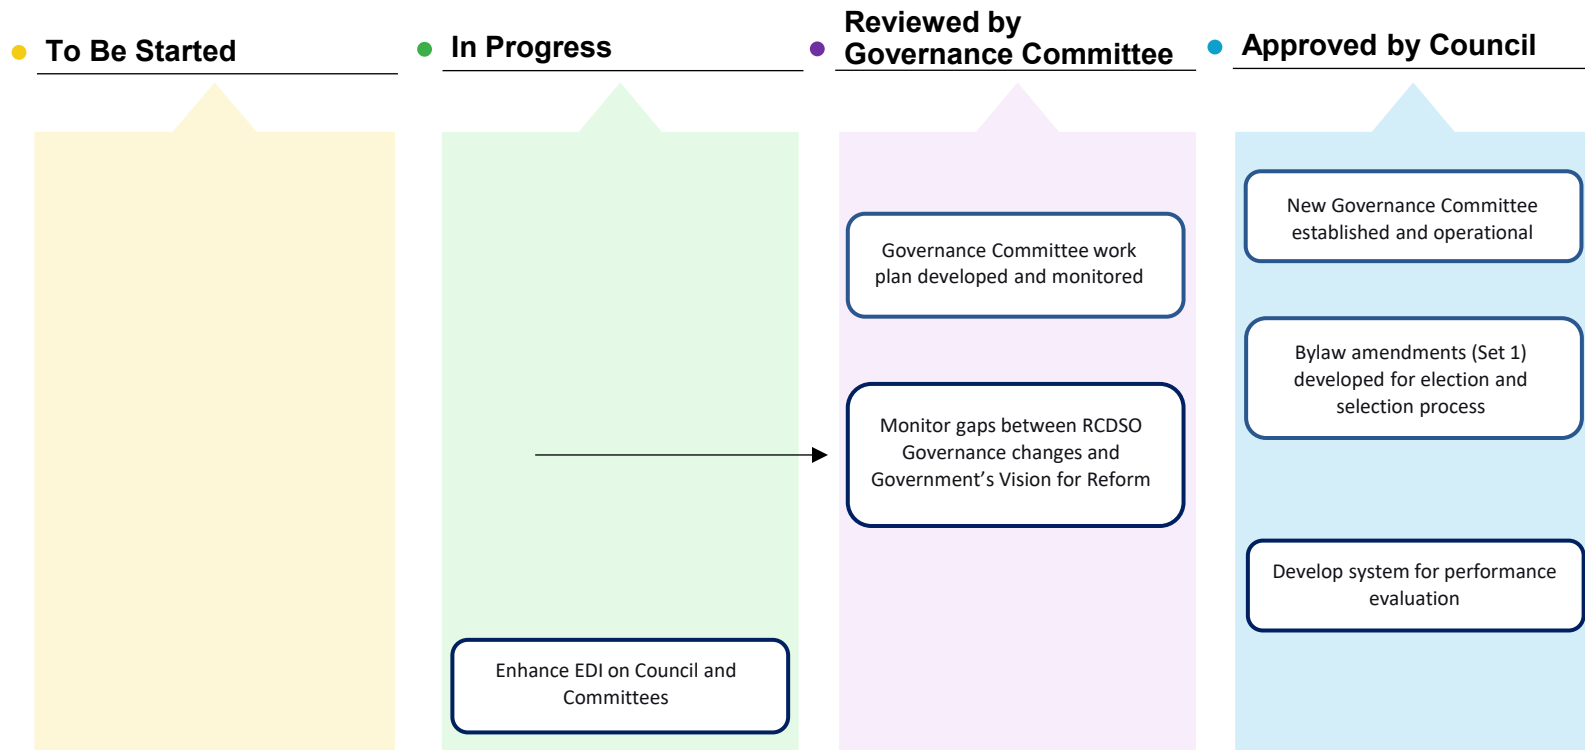 To Be Started
In Progress
Reviewed by
Governance Committee
Approved by Council
Governance Committee work
plan developed and monitored
Monitor gaps between RCDSO
Governance changes and
Government’s Vision for Reform
New Governance Committee
established and operational
Bylaw amendments (Set 1)
developed for election and
selection process
Develop system for performance
evaluation
Enhance EDI on Council and
Committees